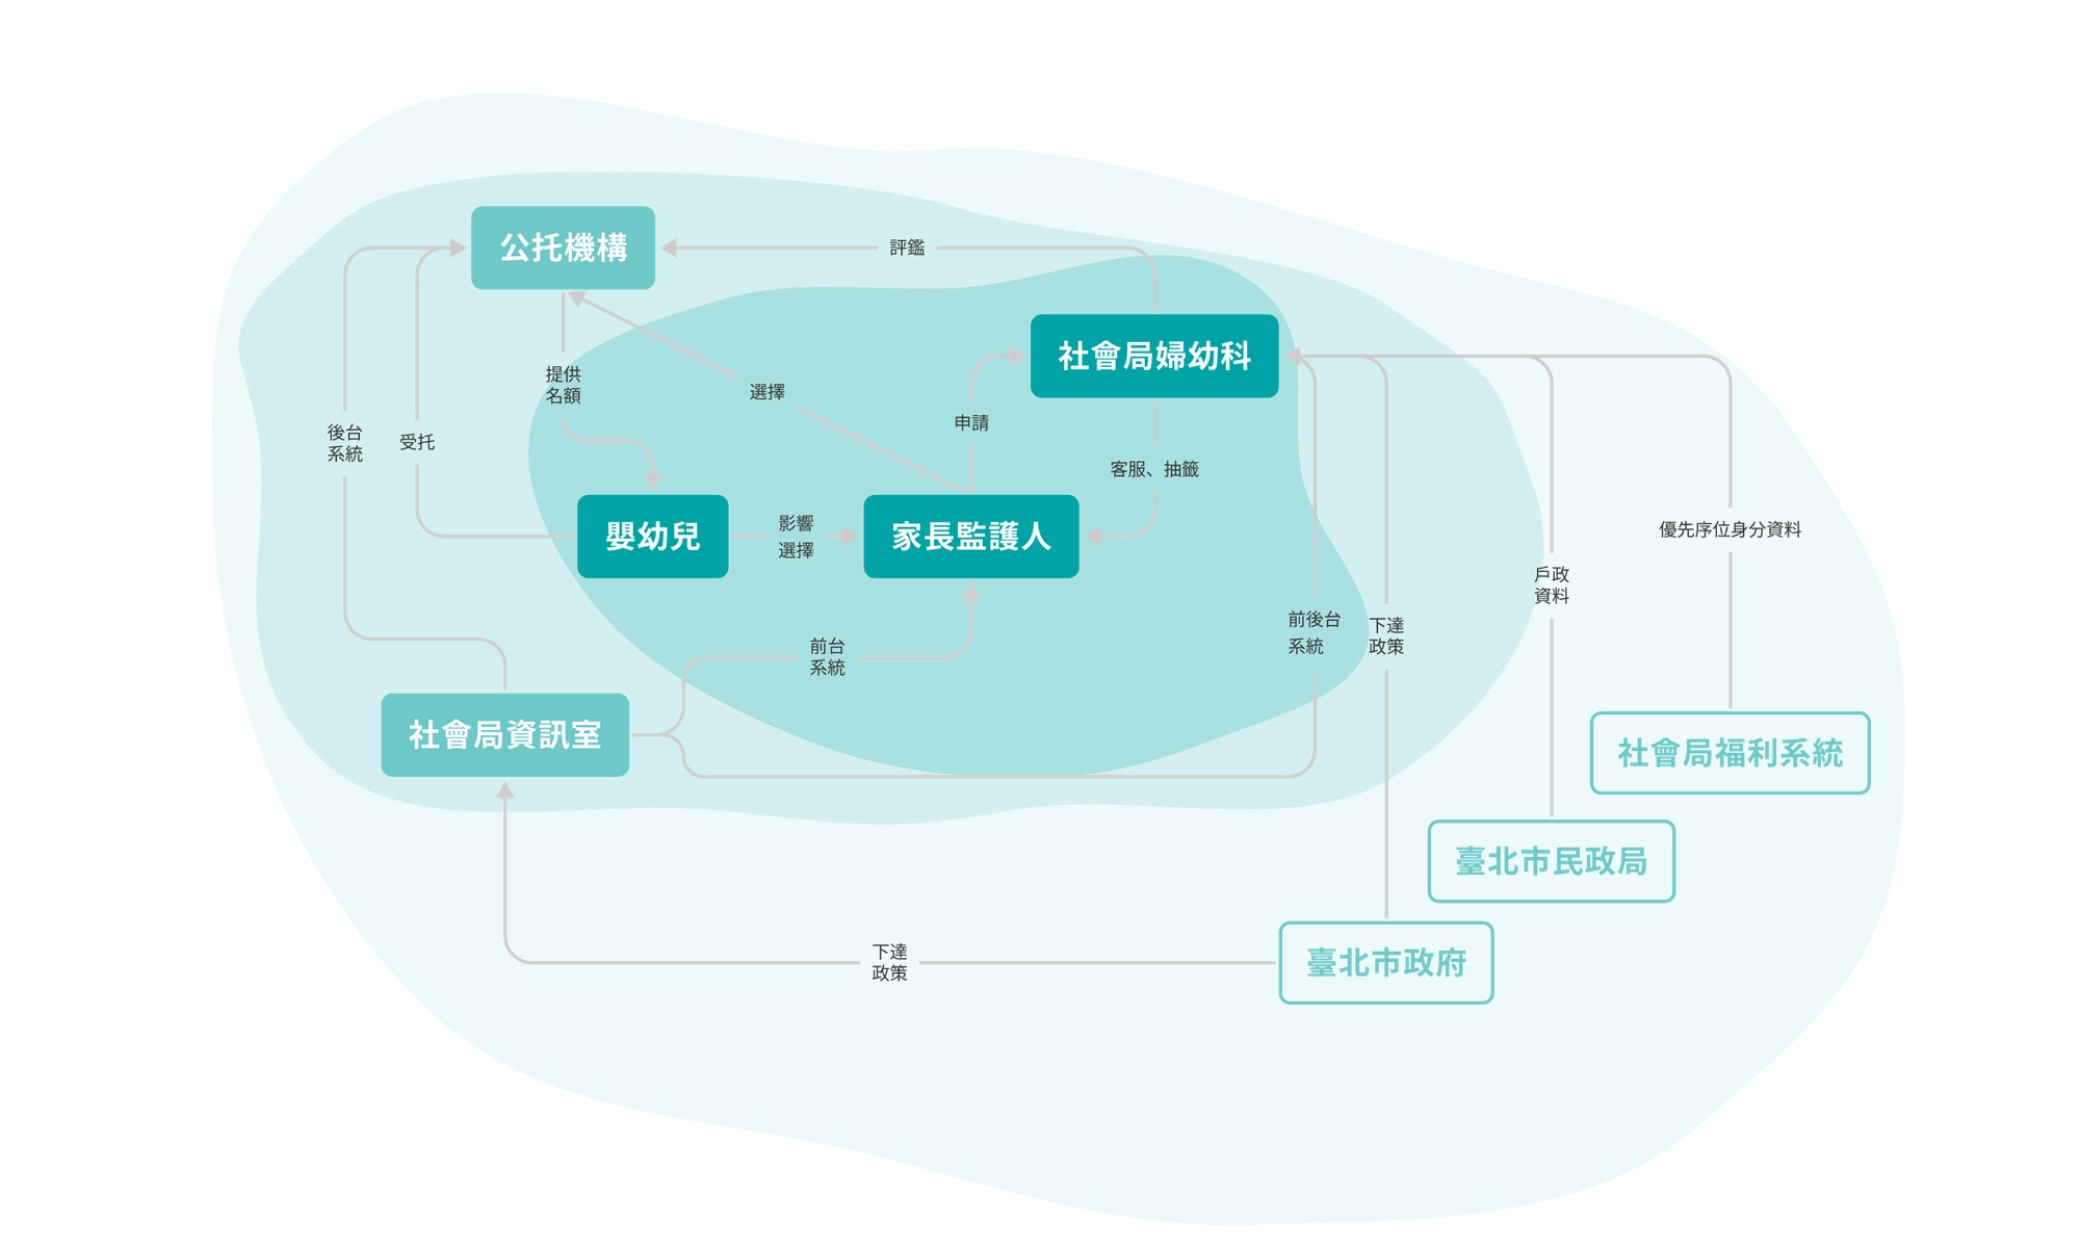 公托機構
評鑑
社會局婦幼科
提供
名額
選擇
申請
後台
系統
受托
客服、抽籤
嬰幼兒
影響
選擇
家長監護人
優先序位身分資料
戶政
資料
前後台
系統
下達
政策
前台
系統
社會局資訊室
社會局福利系統
臺北市民政局
下達
政策
臺北市政府